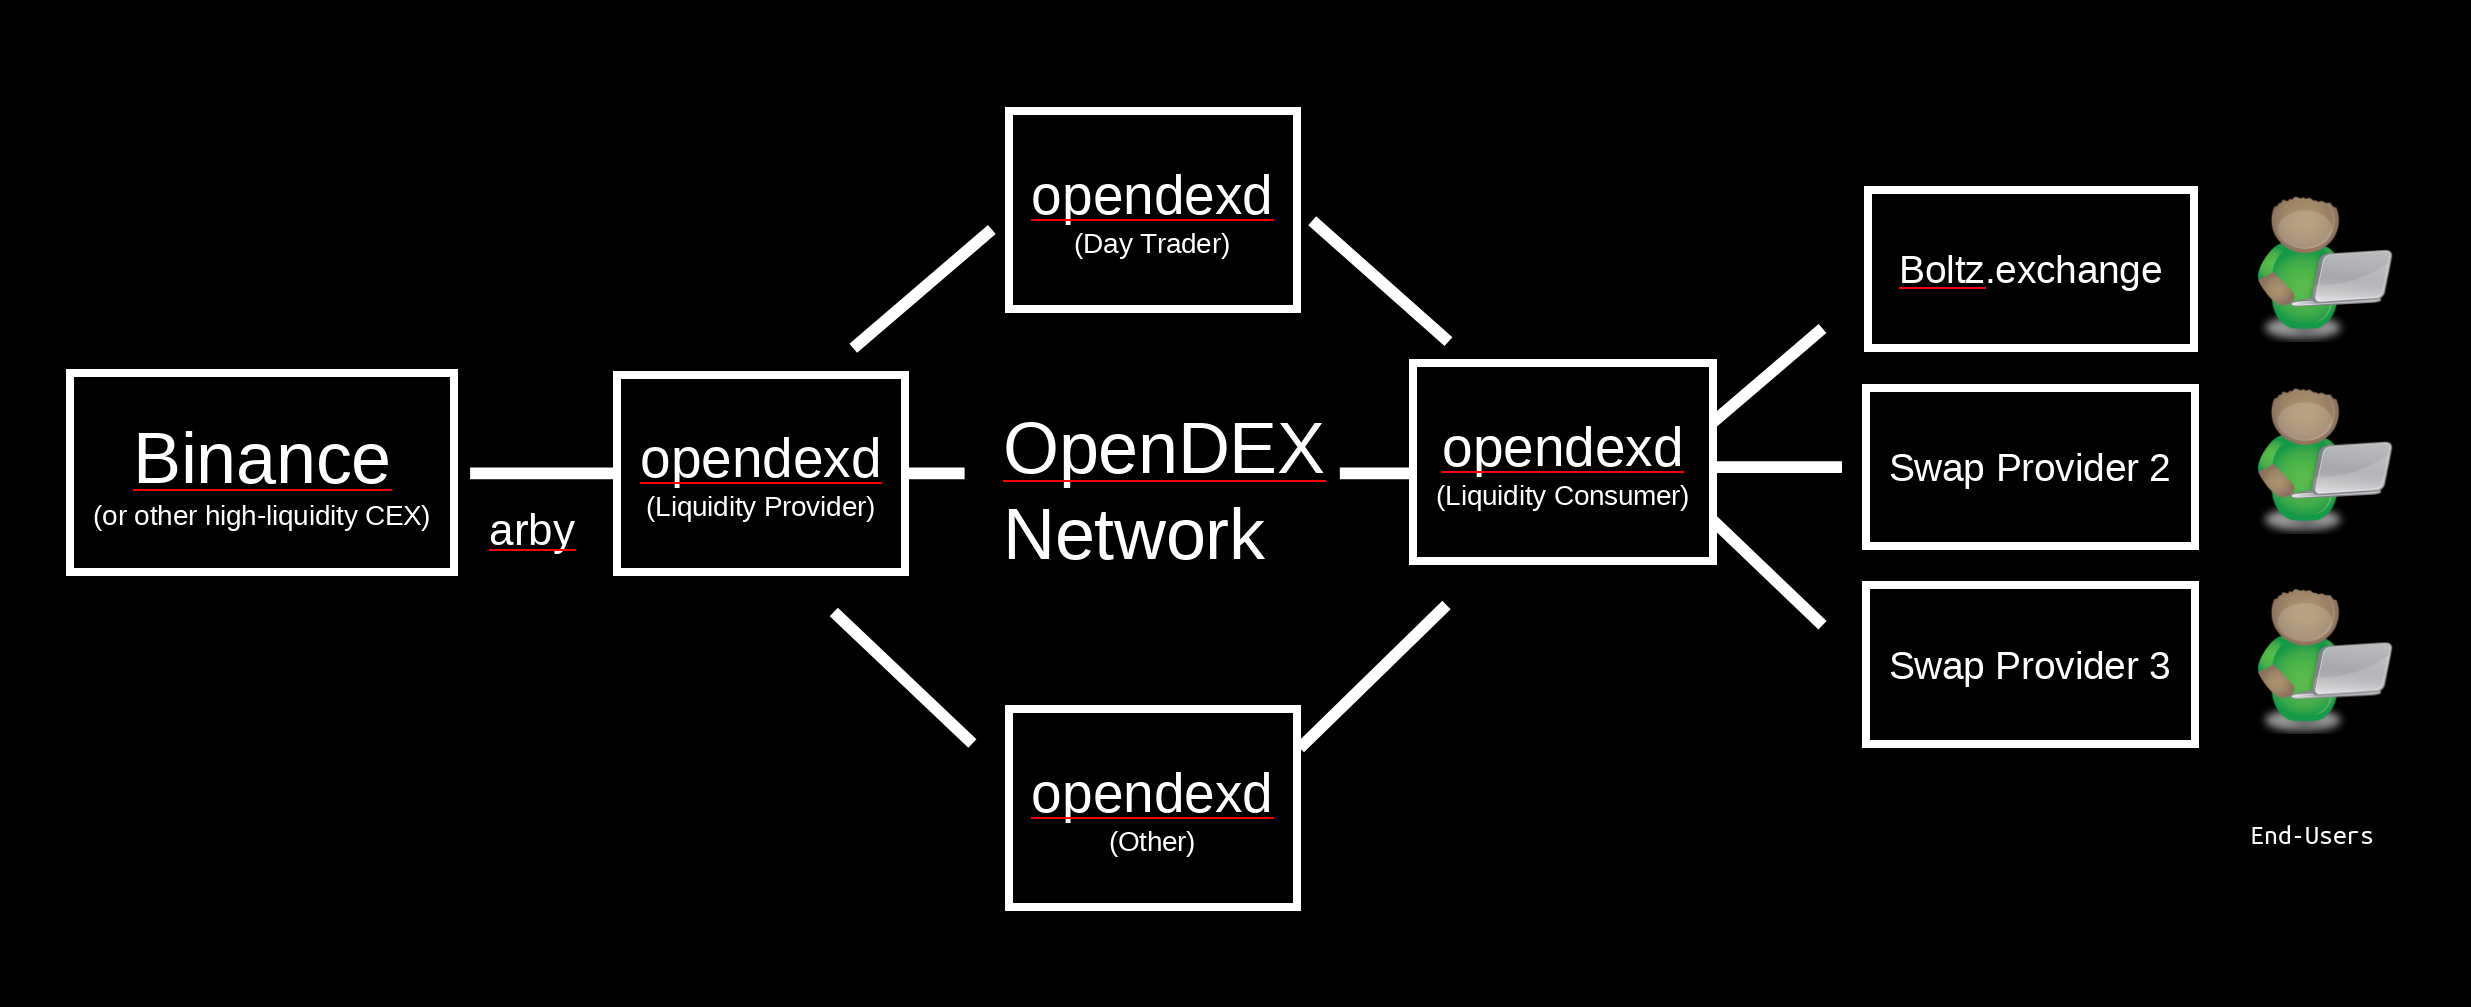 Binance
(or other high-liquidity CEX)
arby
opendexd
(Liquidity Provider)
opendexd
(Day Trader)
OpenDEX
Network
opendexd
(Other)
opendexd
(Liquidity Consumer)
Boltz.exchange
Swap Provider 2
Swap Provider 3
End-Users